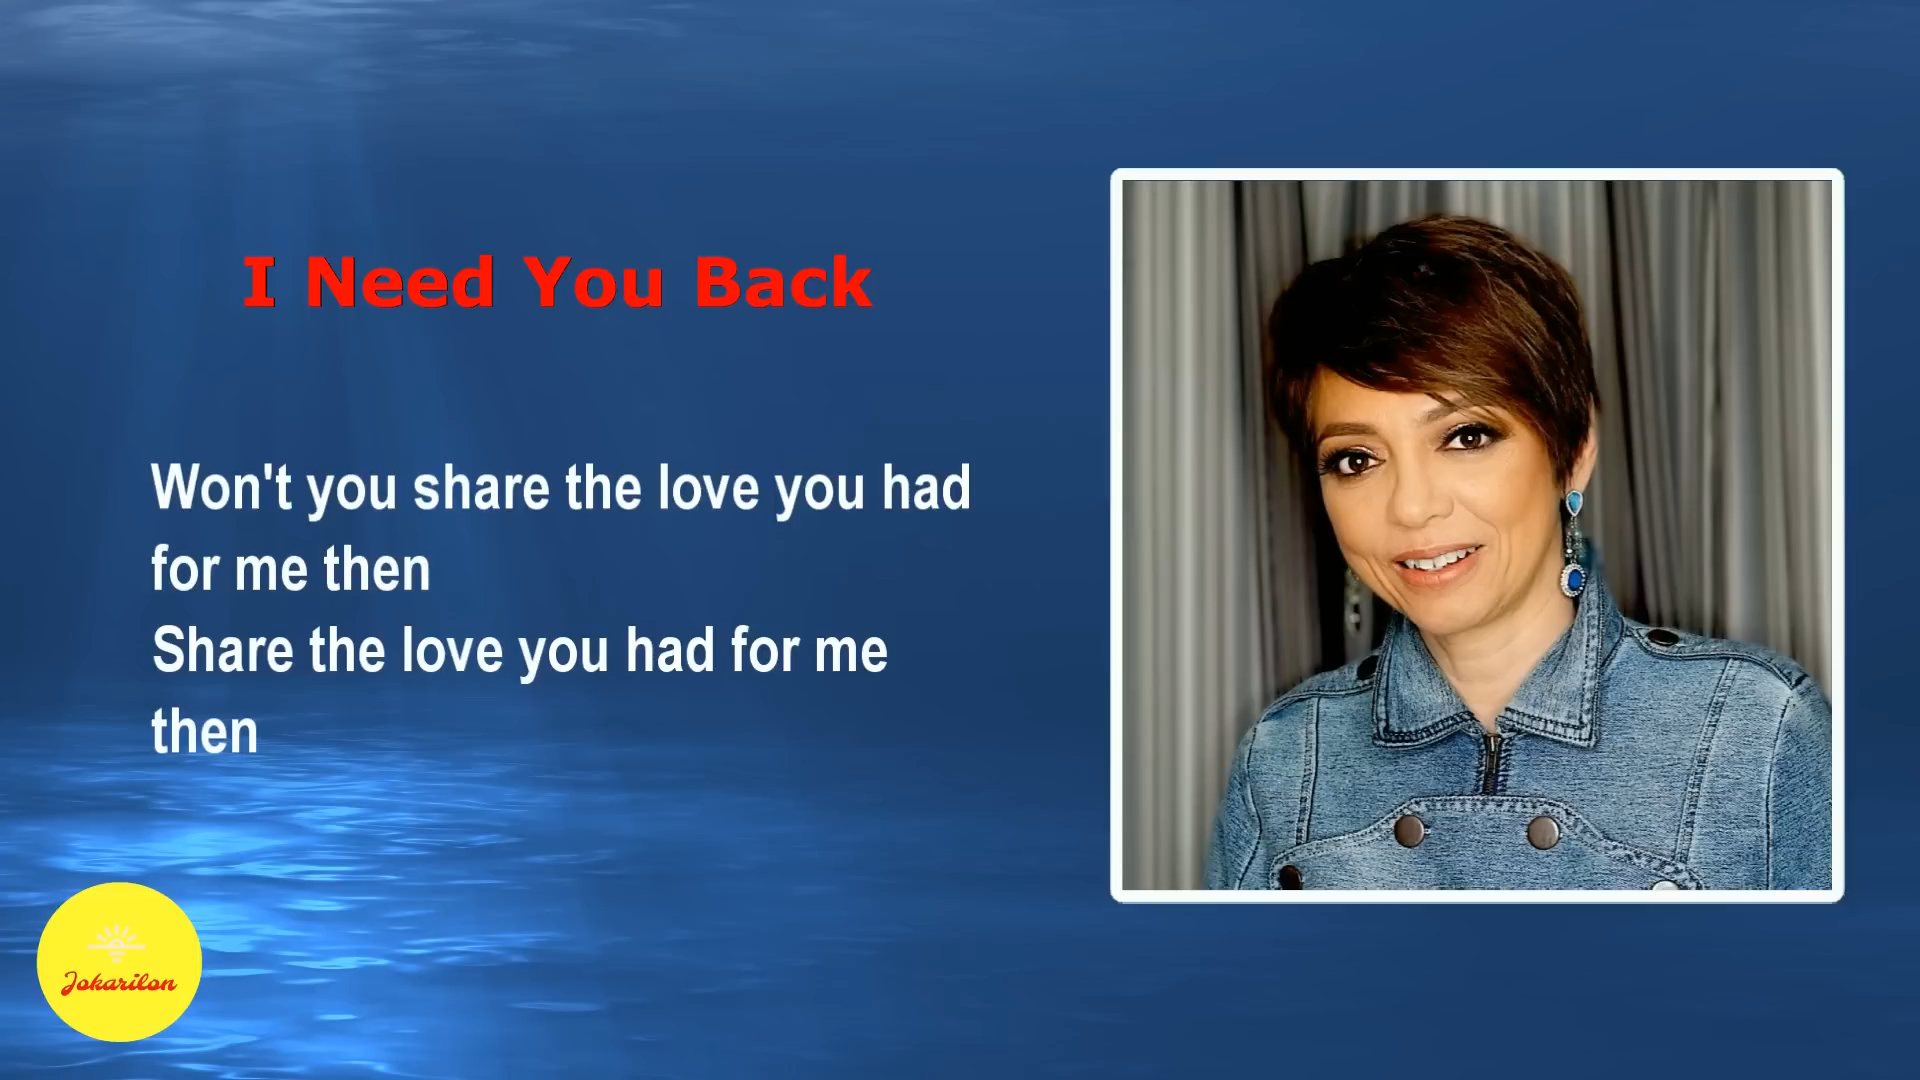 I Need You Back
Won't you share the love you had
for me then
Share the love you had for me
then
Jokarilon